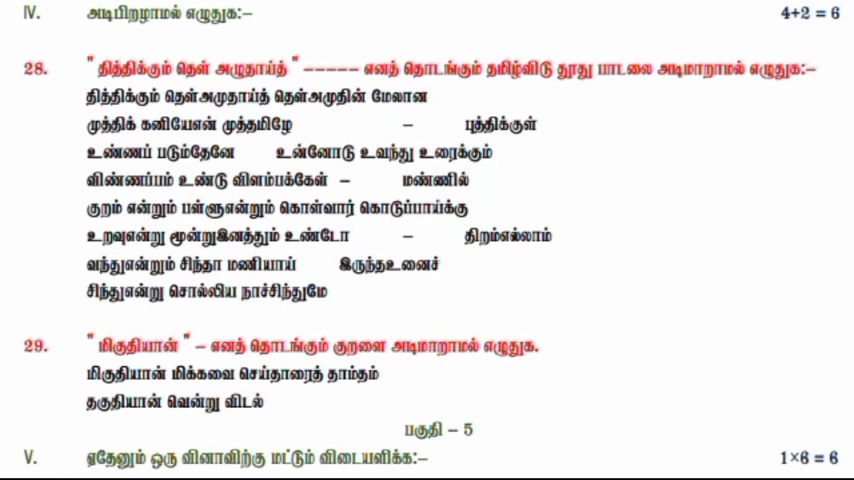 IV. அடிபிறழாமல் எழுதுக:– 4+2 = 6
28. " தித்திக்கும் தெள் அழுதாய்த் " ––––– எனத் தொடங்கும் தமிழ்விடு தூது பாடலை அடிமாறாமல் எழுதுக:–
தித்திக்கும் தெள்அமுதாய்த் தெள்அமுதின் மேலான
முத்திக் கனியேஎன் முத்தமிழே – புத்திக்குள்
உண்ணப் படும்தேனே உன்னோடு உவந்து உரைக்கும்
விண்ணப்பம் உண்டு விளம்பக்கேள் – மண்ணில்
குறம் என்றும் பள்ளுஎன்றும் கொள்வார் கொடுப்பாய்க்கு
உறவுஎன்று மூன்றுஇனத்தும் உண்டோ – திறம்எல்லாம்
வந்துஎன்றும் சிந்தா மணியாய் இருந்தஉனைச்
சிந்துஎன்று சொல்லிய நாச்சிந்துமே
29. " மிகுதியான் " – எனத் தொடங்கும் குறளை அடிமாறாமல் எழுதுக.
மிகுதியான் மிக்கவை செய்தாரைத் தாம்தம்
தகுதியான் வென்று விடல்
பகுதி – 5
V. ஏதேனும் ஒரு வினாவிற்கு மட்டும் விடையளிக்க:– 1×6 = 6